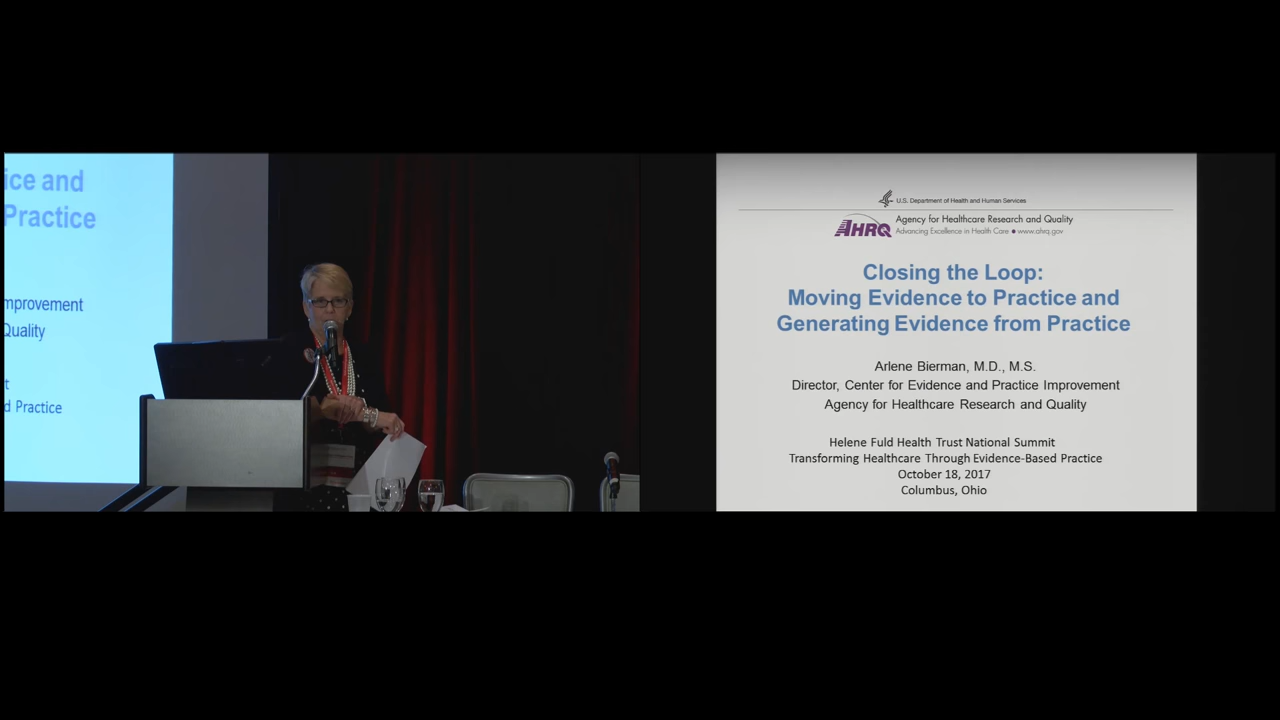 ice and
Practice
mprovement
Quality
t
d Practice
U.S. Department of Health and Human Services
AHRQ
Agency for Healthcare Research and Quality
Advancing Excellence in Health Care • www.ahrq.gov
Closing the Loop:
Moving Evidence to Practice and
Generating Evidence from Practice
Arlene Bierman, M.D., M.S.
Director, Center for Evidence and Practice Improvement
Agency for Healthcare Research and Quality
Helene Fuld Health Trust National Summit
Transforming Healthcare Through Evidence-Based Practice
October 18, 2017
Columbus, Ohio